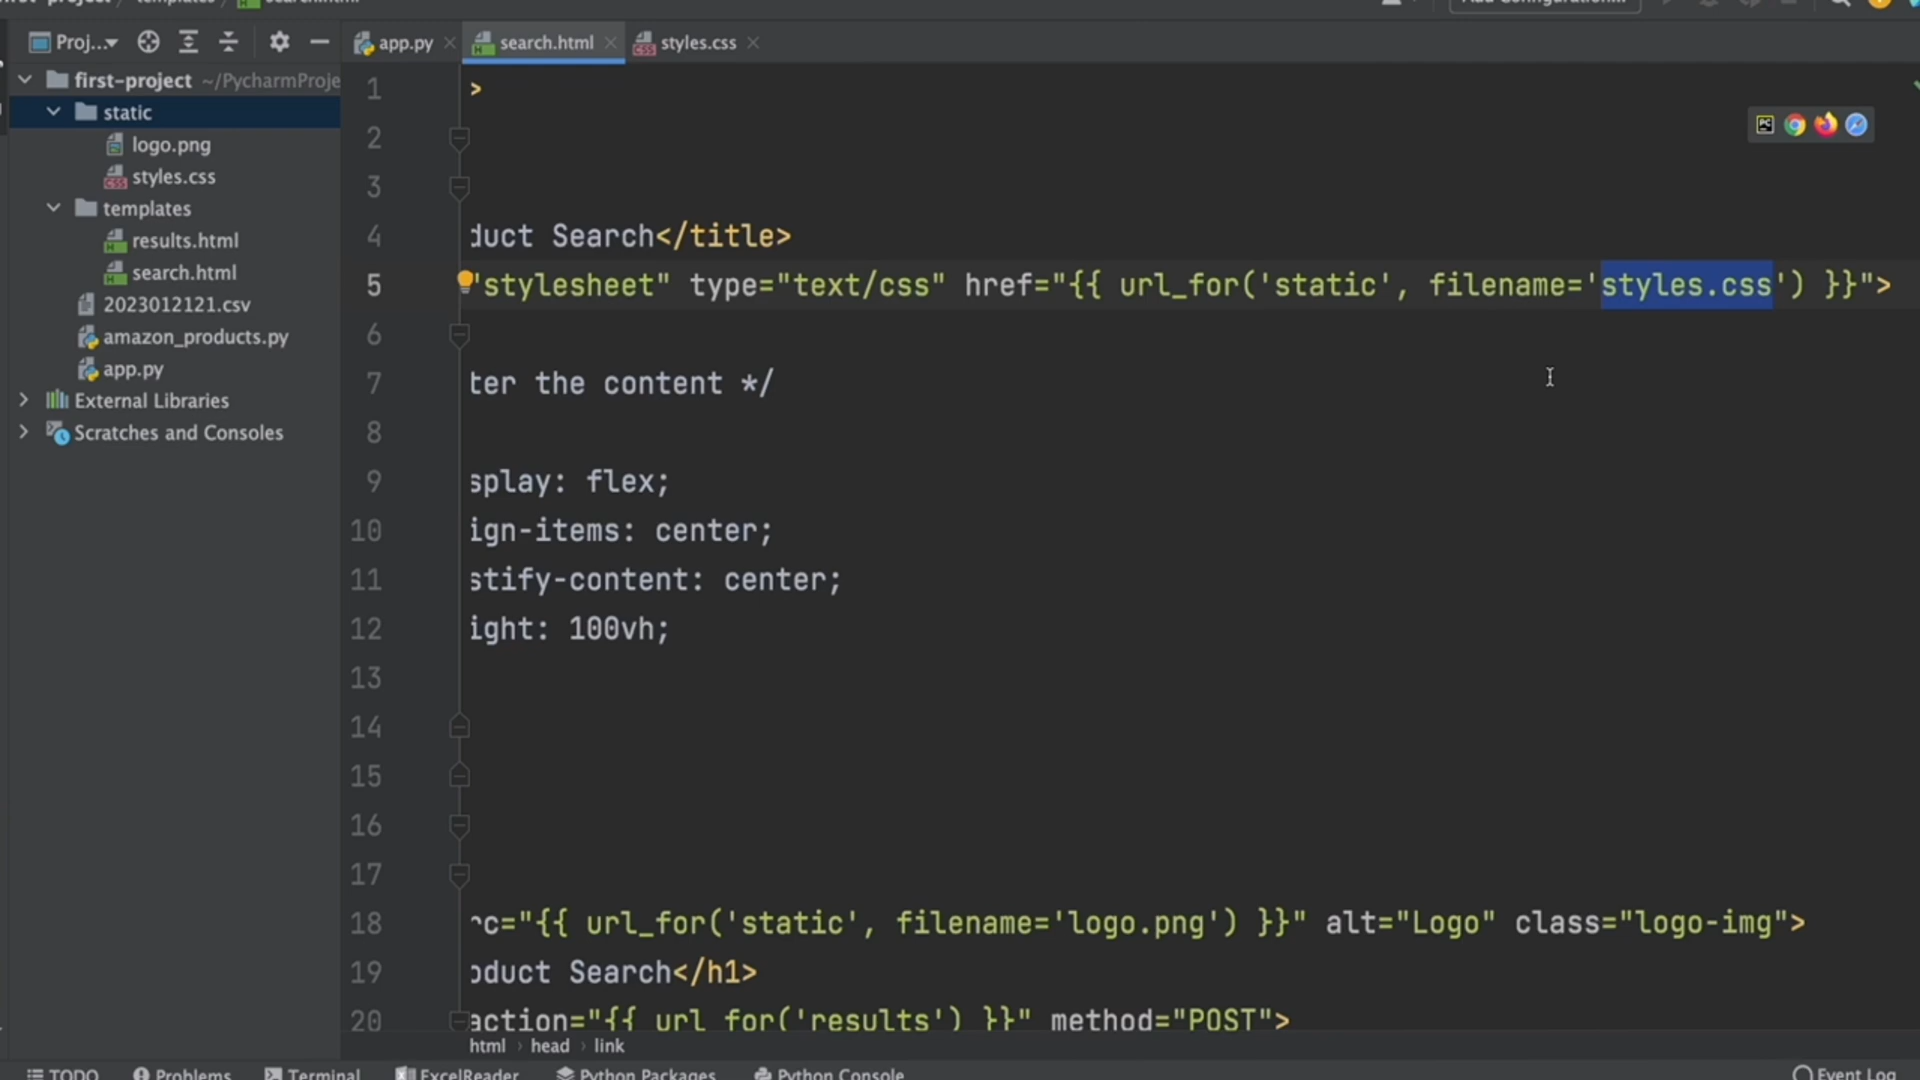 Proj...
app.py
search.html
styles.css
first-project ~/PycharmProje
static
logo.png
styles.css
templates
results.html
search.html
2023012121.csv
amazon_products.py
app.py
External Libraries
Scratches and Consoles
1 >
2
3
4 duct Search</title>
5 "stylesheet" type="text/css" href="{{ url_for('static', filename='styles.css') }}">
6
7 ter the content */
8
9 splay: flex;
10 ign-items: center;
11 stify-content: center;
12 ight: 100vh;
13
14
15
16
17
18 rc="{{ url_for('static', filename='logo.png') }}" alt="Logo" class="logo-img">
19 oduct Search</h1>
20 action="{{ url_for('results') }}" method="POST">
html › head › link
TODO Problems Terminal ExcelReader Python Packages Python Console Event Log